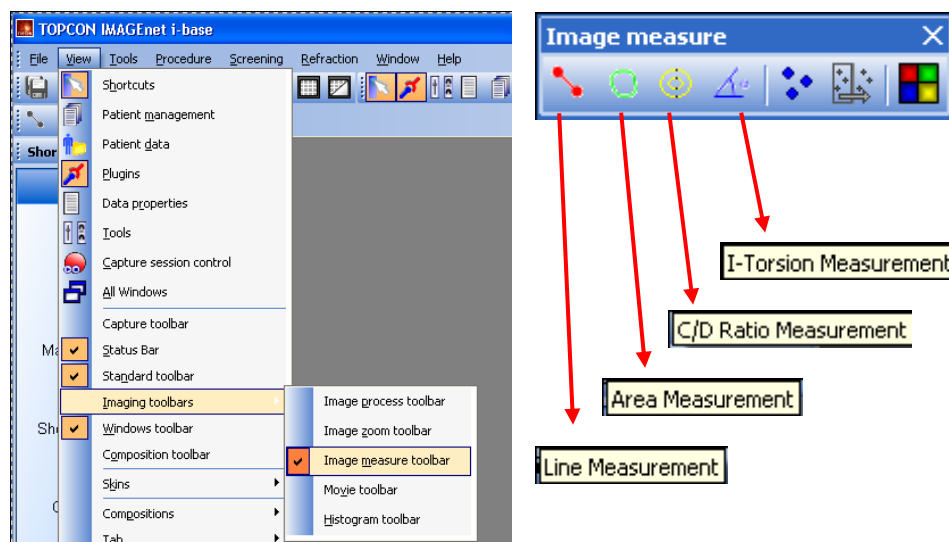 TOPCON IMAGEnet i-base
File View Tools Procedure Screening Refraction Window Help
Shortcuts
Patient management
Shor
Patient data
Plugins
Data properties
Tools
Capture session control
All Windows
Capture toolbar
Ma
Status Bar
Standard toolbar
Imaging toolbars
Sh
Windows toolbar
Composition toolbar
Skins
Compositions
Tab
Image process toolbar
Image zoom toolbar
Image measure toolbar
Movie toolbar
Histogram toolbar
Image measure
I-Torsion Measurement
C/D Ratio Measurement
Area Measurement
Line Measurement